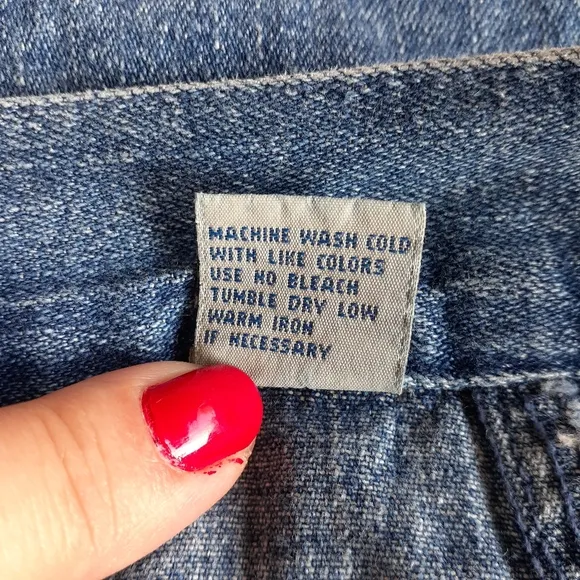 MACHINE WASH COLD
WITH LIKE COLORS
USE NO BLEACH
TUMBLE DRY LOW
WARM IRON
IF NECESSARY